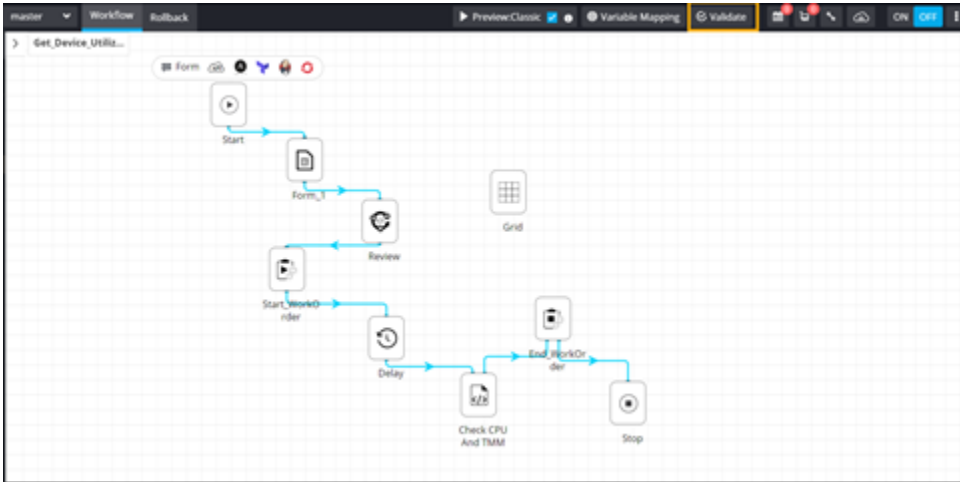 master Workflow Rollback Preview:Classic Variable Mapping Validate ON OFF
Get_Device_Utiliz...
Form
Start
Form_1
Grid
Review
Start_WorkO
rder
End_WorkOr
der
Delay
Check CPU
And TMM
Stop